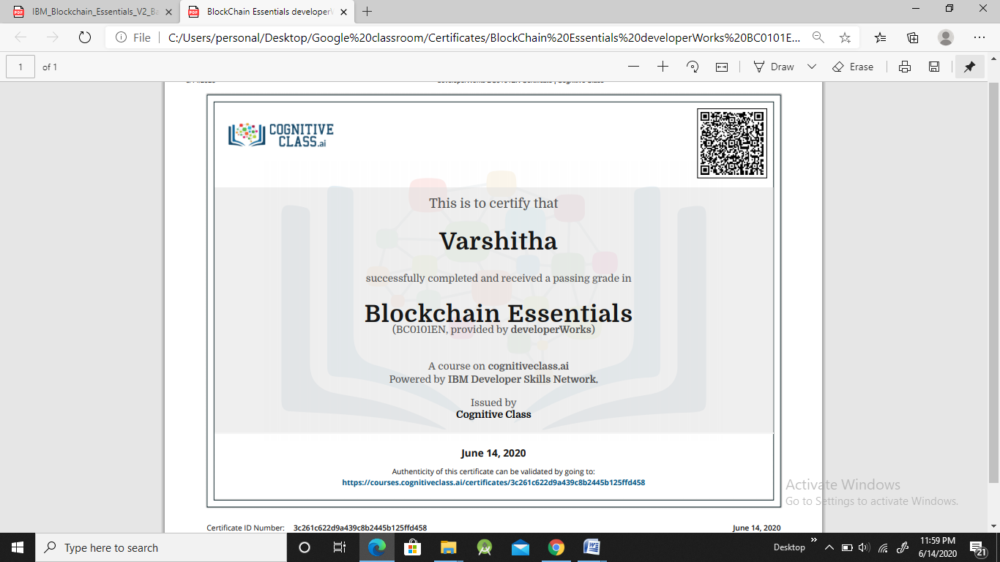 IBM_Blockchain_Essentials_V2_Ba
BlockChain Essentials developerW
File
C:/Users/personal/Desktop/Google%20classroom/Certificates/BlockChain%20Essentials%20developerWorks%20BC0101E...
1
of 1
Draw
Erase
COGNITIVE
CLASS.ai
This is to certify that
Varshitha
successfully completed and received a passing grade in
Blockchain Essentials
(BC0101EN, provided by developerWorks)
A course on cognitiveclass.ai
Powered by IBM Developer Skills Network.
Issued by
Cognitive Class
June 14, 2020
Authenticity of this certificate can be validated by going to:
https://courses.cognitiveclass.ai/certificates/3c261c622d9a439c8b2445b125ffd458
Activate Windows
Go to Settings to activate Windows.
Certificate ID Number: 3c261c622d9a439c8b2445b125ffd458
June 14, 2020
Type here to search
Desktop
11:59 PM
6/14/2020
21